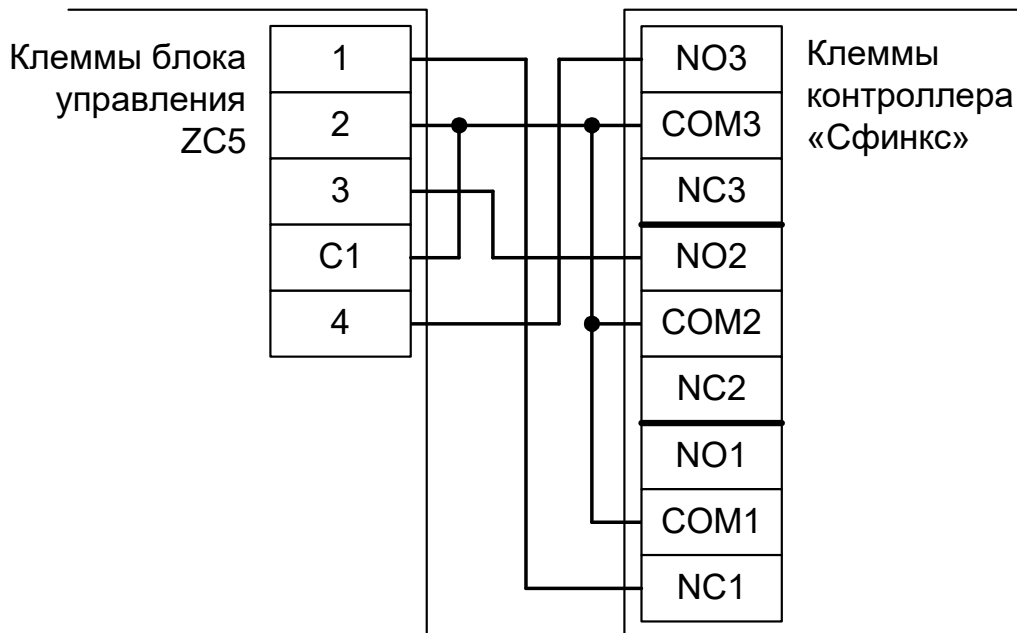 Клеммы блока
управления
ZC5
1
2
3
C1
4
NO3
COM3
NC3
NO2
COM2
NC2
NO1
COM1
NC1
Клеммы
контроллера
«Сфинкс»